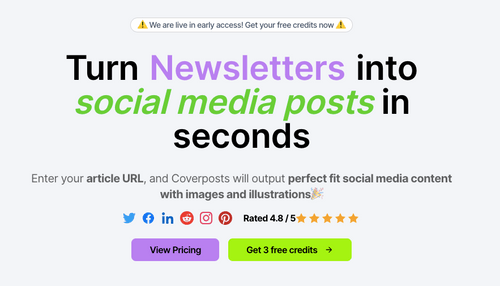 ⚠️ We are live in early access! Get your free credits now ⚠️
Turn Newsletters into
social media posts in
seconds
Enter your article URL, and Coverposts will output perfect fit social media content
with images and illustrations🎉
Rated 4.8 / 5
View Pricing
Get 3 free credits →